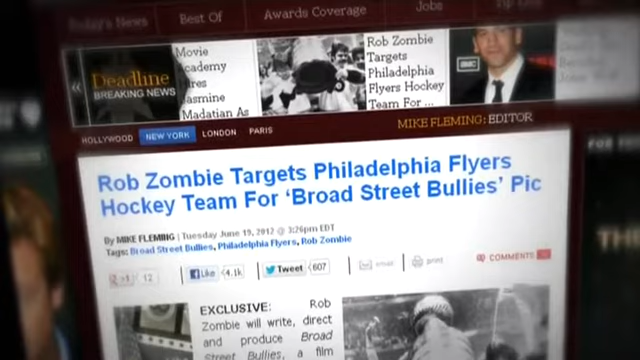 Today's News Best Of Awards Coverage Jobs
Movie
Academy
Fires
Jasmine
Madatian As
Deadline
BREAKING NEWS
Rob Zombie
Targets
Philadelphia
Flyers Hockey
Team For ...
AMC
HOLLYWOOD NEW YORK LONDON PARIS
MIKE FLEMING: EDITOR
Rob Zombie Targets Philadelphia Flyers
Hockey Team For ‘Broad Street Bullies’ Pic
By MIKE FLEMING | Tuesday June 19, 2012 @ 3:26pm EDT
Tags: Broad Street Bullies, Philadelphia Flyers, Rob Zombie
+1 12 Like 4.1k Tweet 607 email print COMMENTS
EXCLUSIVE: Rob
Zombie will write, direct
and produce Broad
Street Bullies, a film